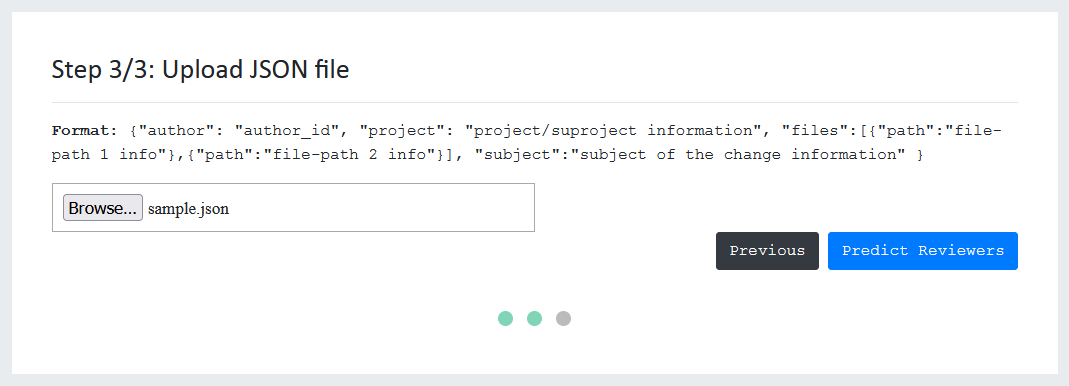 Step 3/3: Upload JSON file
Format: {"author": "author_id", "project": "project/suproject information", "files":[{"path":"file-
path 1 info"},{"path":"file-path 2 info"}], "subject":"subject of the change information" }
Browse... sample.json
Previous Predict Reviewers